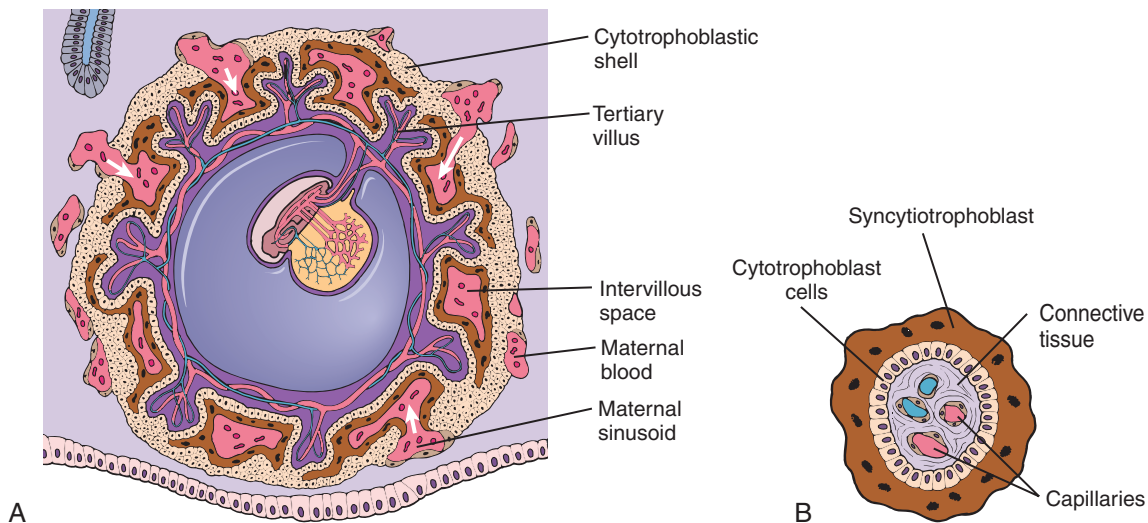 Cytotrophoblastic
shell
Tertiary
villus
Intervillous
space
Maternal
blood
Maternal
sinusoid
A
Syncytiotrophoblast
Cytotrophoblast
cells
Connective
tissue
Capillaries
B